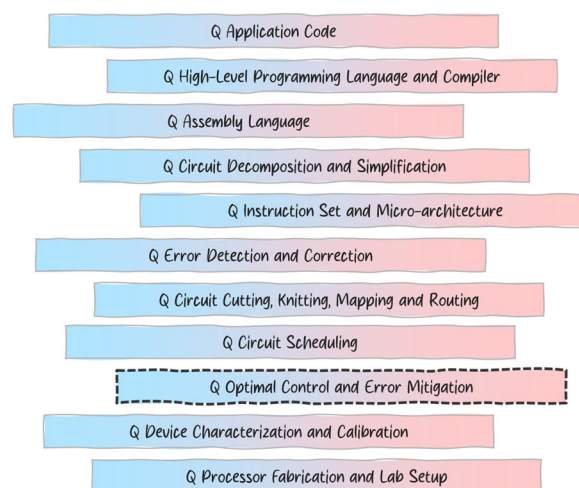 Q Application Code
Q High-Level Programming Language and Compiler
Q Assembly Language
Q Circuit Decomposition and Simplification
Q Instruction Set and Micro-architecture
Q Error Detection and Correction
Q Circuit Cutting, Knitting, Mapping and Routing
Q Circuit Scheduling
Q Optimal Control and Error Mitigation
Q Device Characterization and Calibration
Q Processor Fabrication and Lab Setup